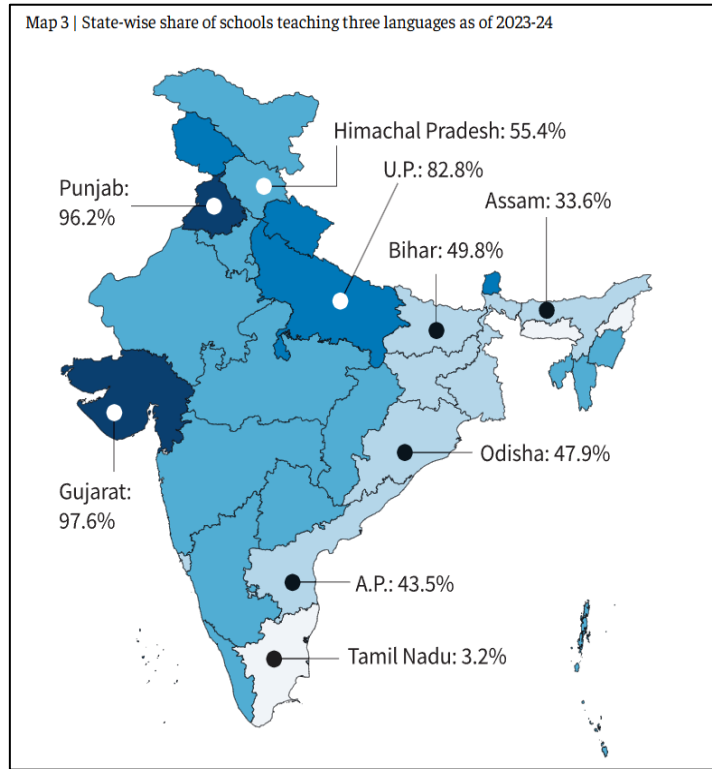 Map 3 | State-wise share of schools teaching three languages as of 2023-24
Himachal Pradesh: 55.4%
U.P.: 82.8%
Punjab:
96.2%
Assam: 33.6%
Bihar: 49.8%
Odisha: 47.9%
Gujarat:
97.6%
A.P.: 43.5%
Tamil Nadu: 3.2%